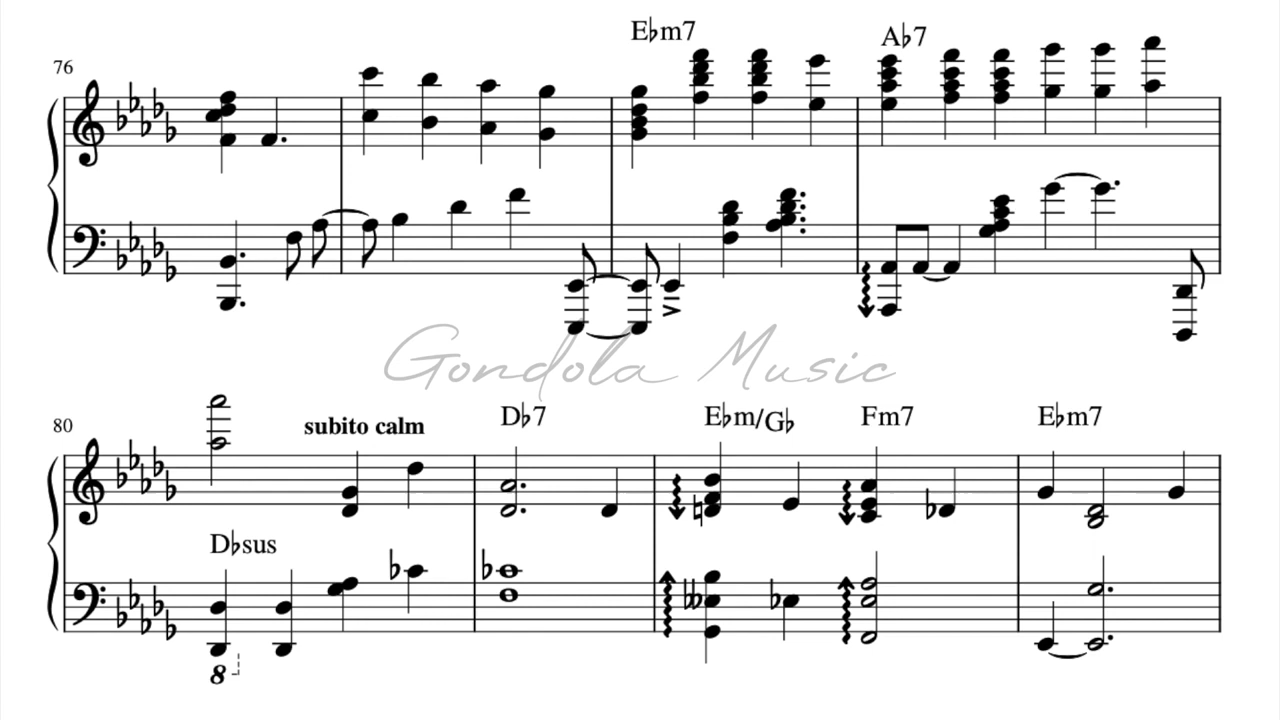 E♭m7 A♭7
76
Gondola Music
80 subito calm D♭7 E♭m/G♭ Fm7 E♭m7
D♭sus
8